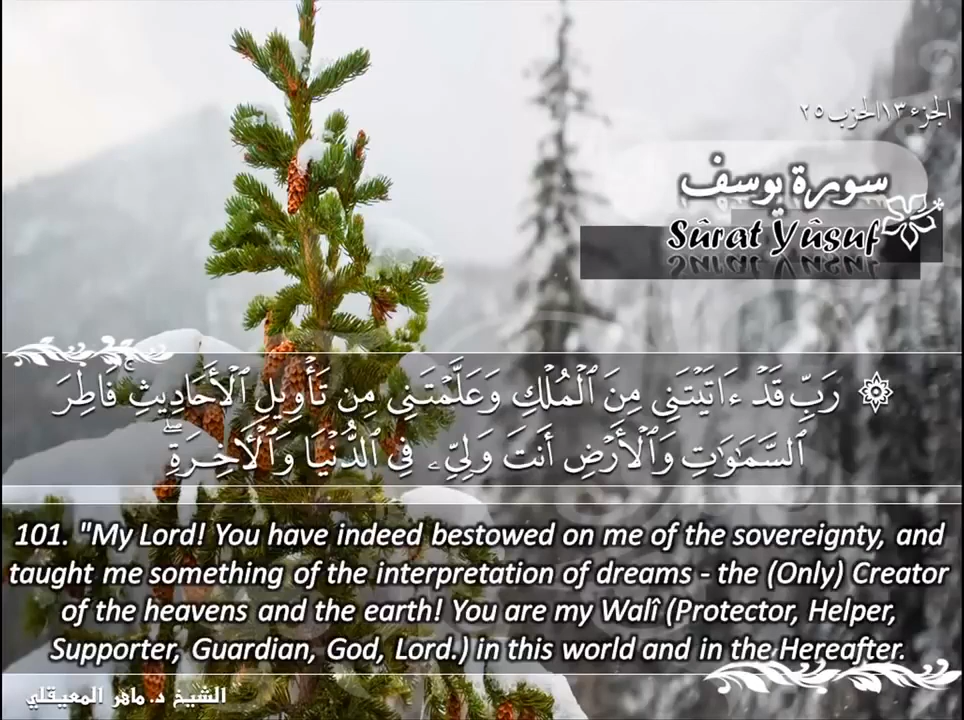 الجزء ١٣ الحزب ٢٥
سورة يوسف
Sûrat Yûsuf
۞ رَبِّ قَدْ ءَاتَيْتَنِى مِنَ ٱلْمُلْكِ وَعَلَّمْتَنِى مِن تَأْوِيلِ ٱلْأَحَادِيثِ ۚ فَاطِرَ
ٱلسَّمَٰوَٰتِ وَٱلْأَرْضِ أَنتَ وَلِىِّۦ فِى ٱلدُّنْيَا وَٱلْـَٔاخِرَةِ ۖ
101. "My Lord! You have indeed bestowed on me of the sovereignty, and
taught me something of the interpretation of dreams - the (Only) Creator
of the heavens and the earth! You are my Walî (Protector, Helper,
Supporter, Guardian, God, Lord.) in this world and in the Hereafter.
الشيخ د. ماهر المعيقلي